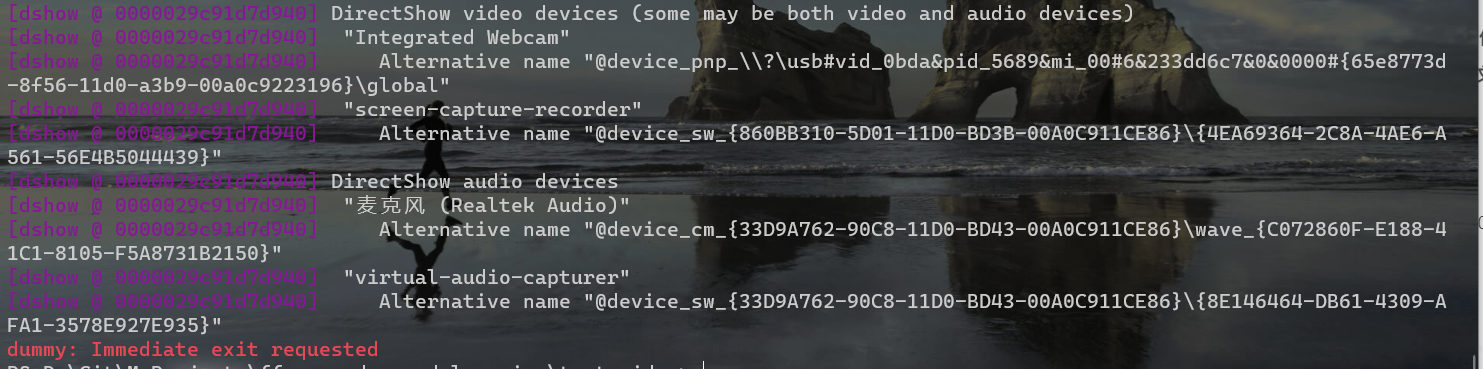 [dshow @ 0000029c91d7d940] DirectShow video devices (some may be both video and audio devices)
[dshow @ 0000029c91d7d940]  "Integrated Webcam"
[dshow @ 0000029c91d7d940]     Alternative name "@device_pnp_\\?\usb#vid_0bda&pid_5689&mi_00#6&233dd6c7&0&0000#{65e8773d
-8f56-11d0-a3b9-00a0c9223196}\global"
[dshow @ 0000029c91d7d940]  "screen-capture-recorder"
[dshow @ 0000029c91d7d940]     Alternative name "@device_sw_{860BB310-5D01-11D0-BD3B-00A0C911CE86}\{4EA69364-2C8A-4AE6-A
561-56E4B5044439}"
[dshow @ 0000029c91d7d940] DirectShow audio devices
[dshow @ 0000029c91d7d940]  "麦克风 (Realtek Audio)"
[dshow @ 0000029c91d7d940]     Alternative name "@device_cm_{33D9A762-90C8-11D0-BD43-00A0C911CE86}\wave_{C072860F-E188-4
1C1-8105-F5A8731B2150}"
[dshow @ 0000029c91d7d940]  "virtual-audio-capturer"
[dshow @ 0000029c91d7d940]     Alternative name "@device_sw_{33D9A762-90C8-11D0-BD43-00A0C911CE86}\{8E146464-DB61-4309-A
FA1-3578E927E935}"
dummy: Immediate exit requested